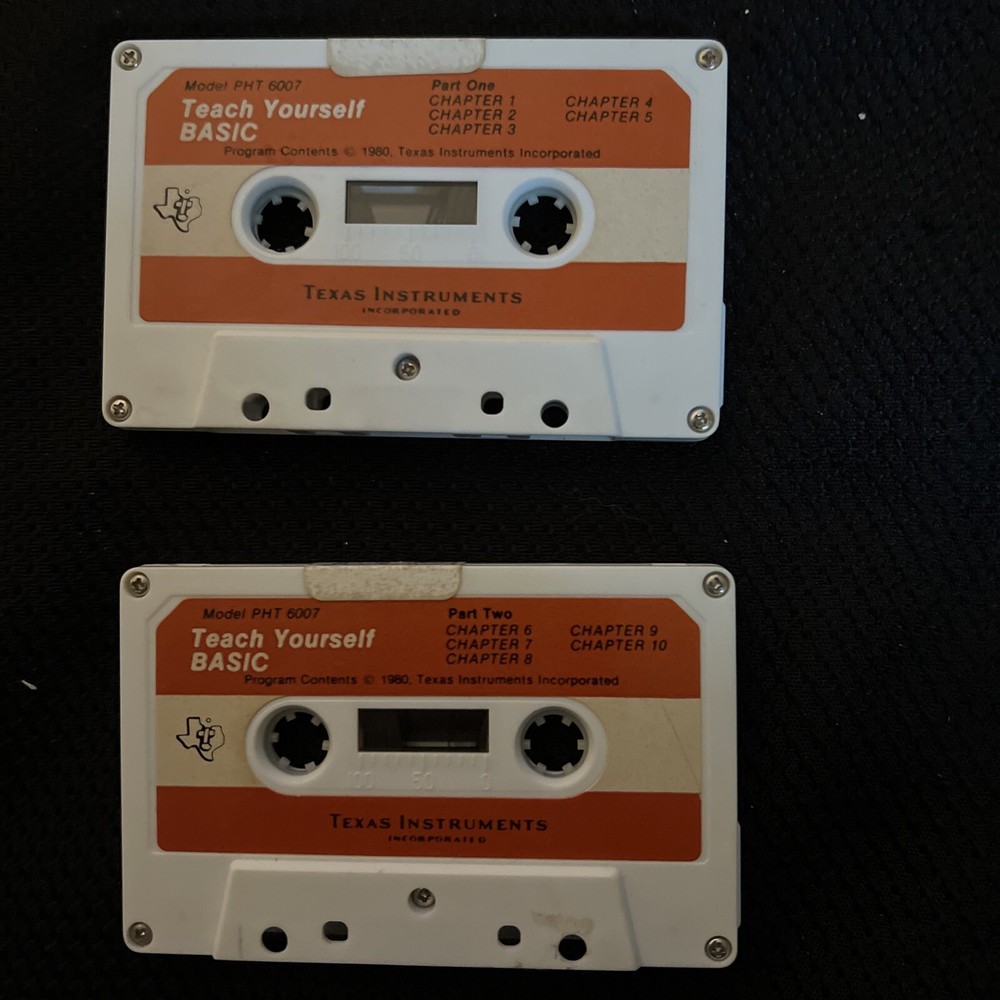 Model PHT 6007
Teach Yourself
BASIC
Part One
CHAPTER 1
CHAPTER 2
CHAPTER 3
CHAPTER 4
CHAPTER 5
Program Contents © 1980, Texas Instruments Incorporated
TEXAS INSTRUMENTS
INCORPORATED
Model PHT 6007
Teach Yourself
BASIC
Part Two
CHAPTER 6
CHAPTER 7
CHAPTER 8
CHAPTER 9
CHAPTER 10
Program Contents © 1980, Texas Instruments Incorporated
100 50 0
TEXAS INSTRUMENTS
INCORPORATED